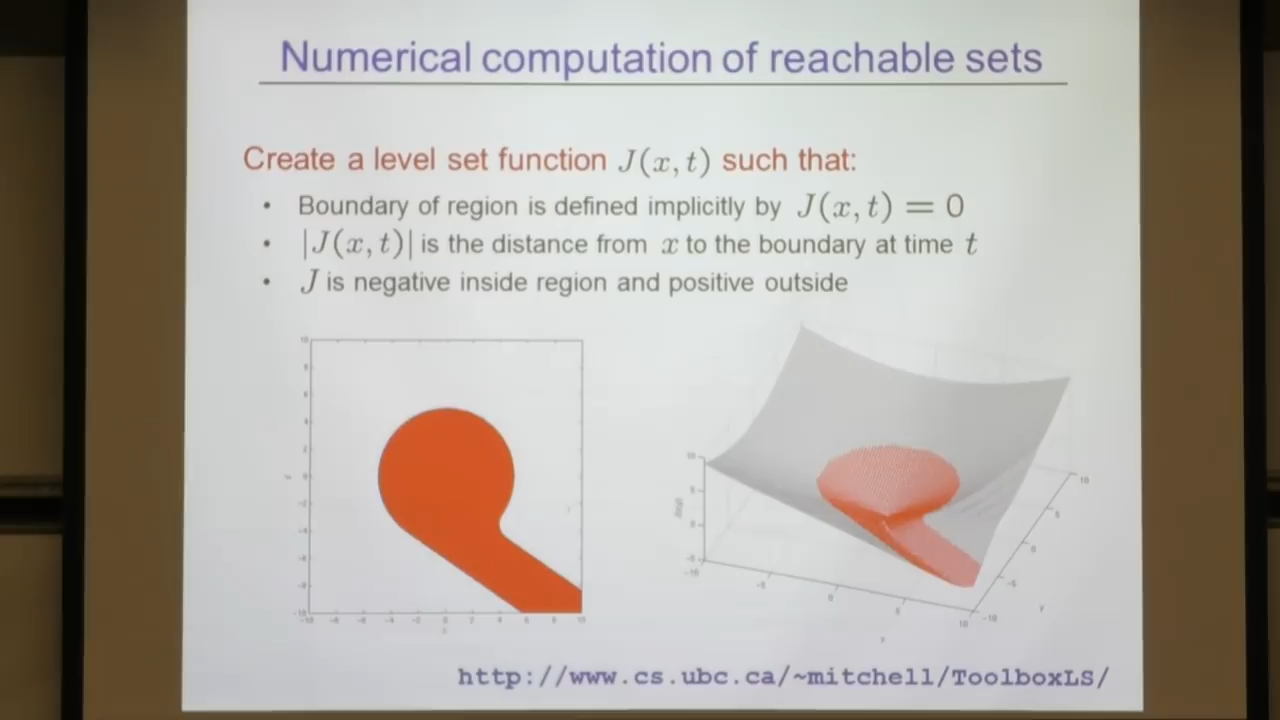 Numerical computation of reachable sets
Create a level set function J(x, t) such that:
• Boundary of region is defined implicitly by J(x, t) = 0
• |J(x, t)| is the distance from x to the boundary at time t
• J is negative inside region and positive outside
http://www.cs.ubc.ca/~mitchell/ToolboxLS/